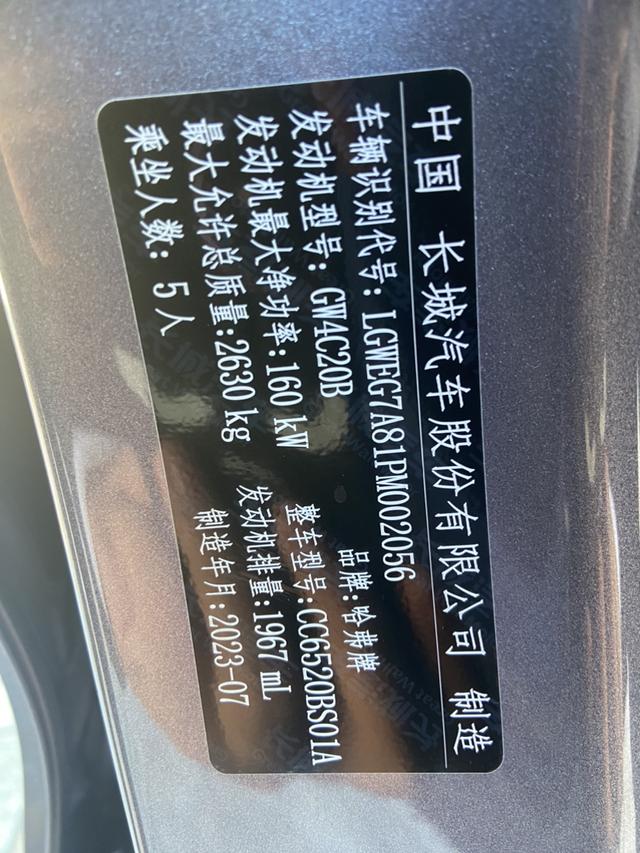 中国 长城汽车股份有限公司 制造
品牌:哈弗牌
车辆识别代号:LGWEG7A81PM002056
发动机型号:GW4C20B 整车型号:CC6520BS01A
发动机最大净功率:160 kW 发动机排量:1967 mL
最大允许总质量:2630 kg 制造年月:2023-07
乘坐人数: 5人